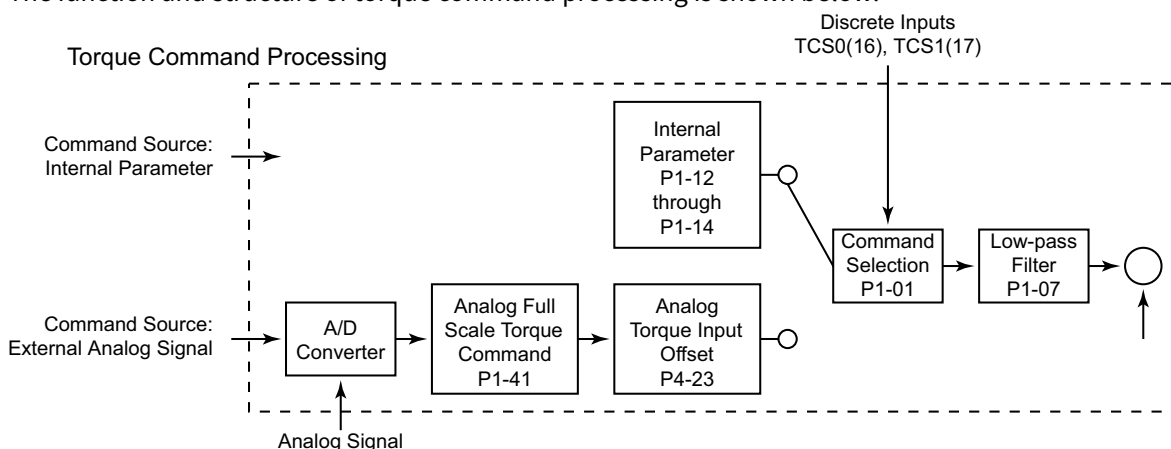 The function and structure of torque command processing is shown below:
Discrete Inputs
TCS0(16), TCS1(17)
Torque Command Processing
Command Source:
Internal Parameter
Internal
Parameter
P1-12
through
P1-14
Command
Selection
P1-01
Low-pass
Filter
P1-07
Command Source:
External Analog Signal
A/D
Converter
Analog Full
Scale Torque
Command
P1-41
Analog
Torque Input
Offset
P4-23
Analog Signal